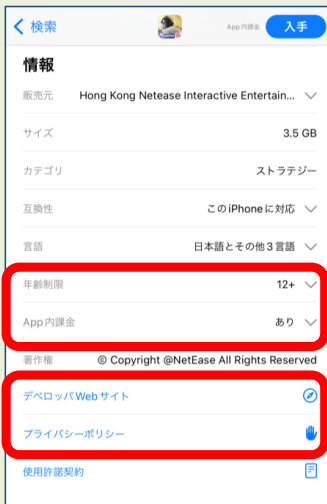 検索
App内課金
入手
情報
販売元 Hong Kong Netease Interactive Entertain...
サイズ 3.5 GB
カテゴリ ストラテジー
互換性 このiPhoneに対応
言語 日本語とその他3言語
年齢制限 12+
App内課金 あり
著作権 © Copyright @NetEase All Rights Reserved
デベロッパWebサイト
プライバシーポリシー
使用許諾契約